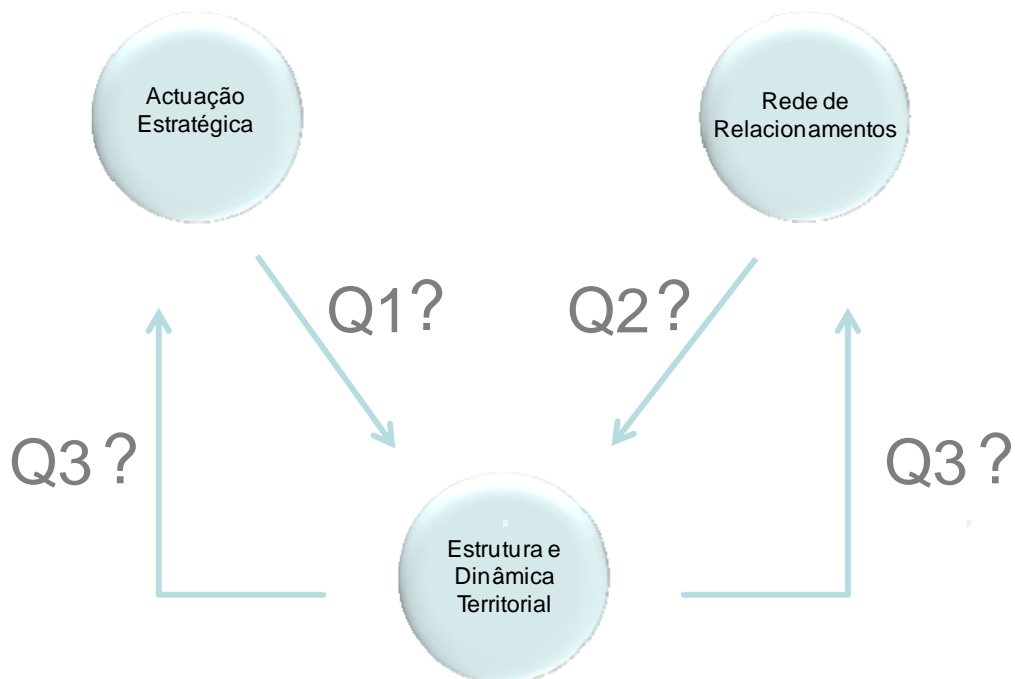 Actuação
Estratégica
Rede de
Relacionamentos
Q1?
Q2?
Q3?
Q3?
Estrutura e
Dinâmica
Territorial